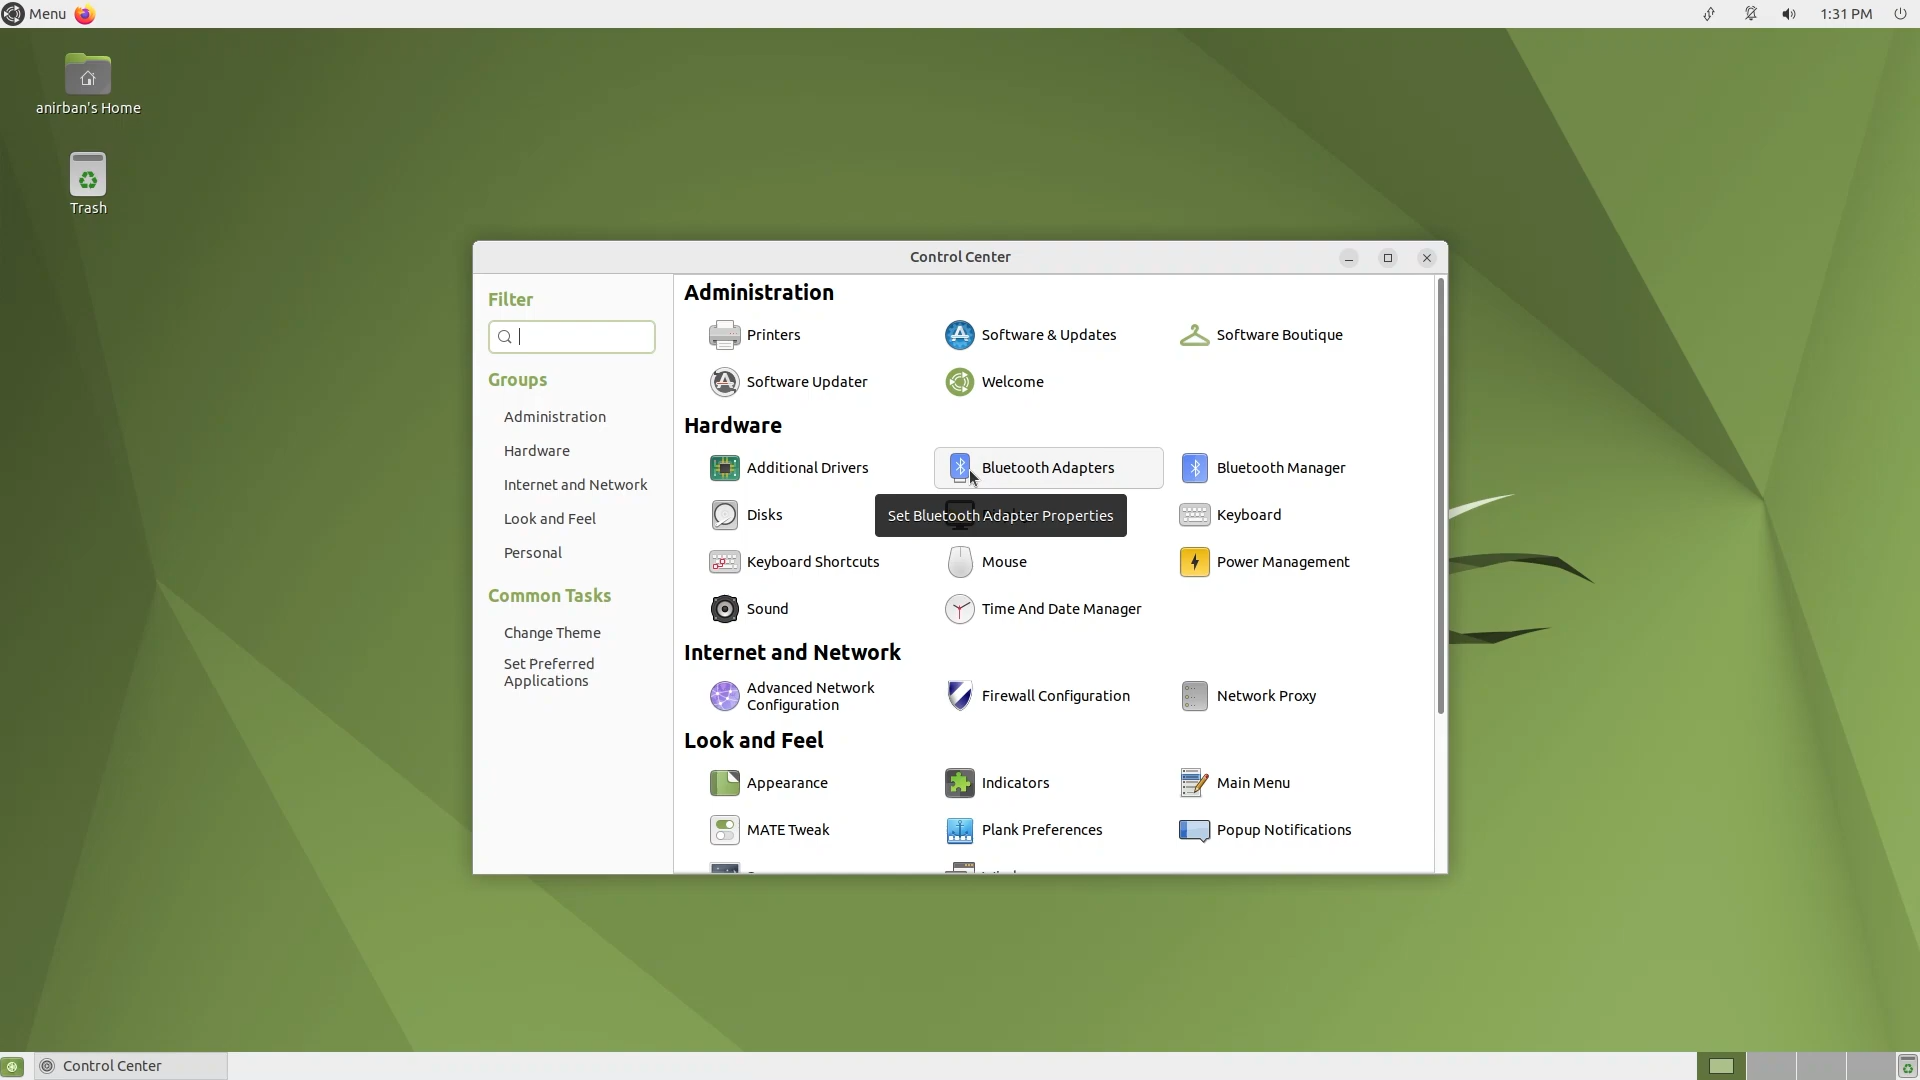 Menu
1:31 PM
anirban's Home
Trash
Control Center
Filter
Groups
Administration
Hardware
Internet and Network
Look and Feel
Personal
Common Tasks
Change Theme
Set Preferred
Applications
Administration
Printers
Software & Updates
Software Boutique
Software Updater
Welcome
Hardware
Additional Drivers
Bluetooth Adapters
Bluetooth Manager
Disks
Set Bluetooth Adapter Properties
Keyboard
Keyboard Shortcuts
Mouse
Power Management
Sound
Time And Date Manager
Internet and Network
Advanced Network
Configuration
Firewall Configuration
Network Proxy
Look and Feel
Appearance
Indicators
Main Menu
MATE Tweak
Plank Preferences
Popup Notifications
Control Center